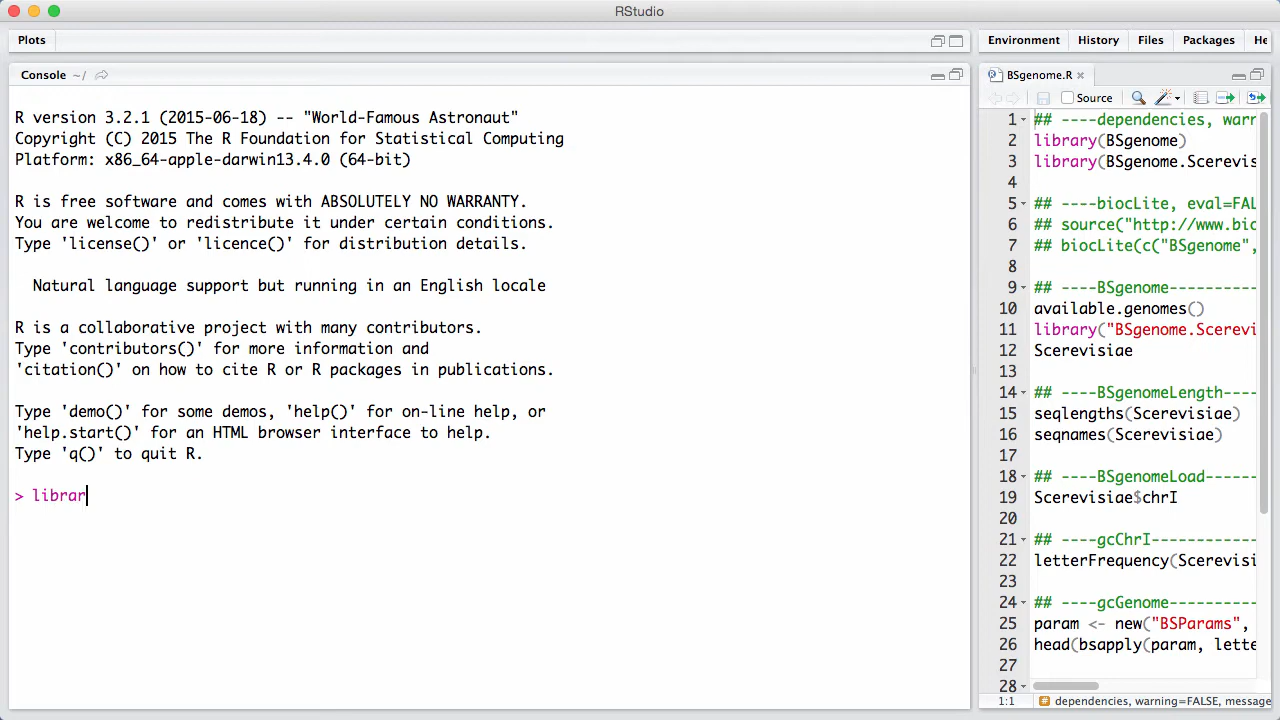 RStudio
Plots
Console ~/
R version 3.2.1 (2015-06-18) -- "World-Famous Astronaut"
Copyright (C) 2015 The R Foundation for Statistical Computing
Platform: x86_64-apple-darwin13.4.0 (64-bit)
R is free software and comes with ABSOLUTELY NO WARRANTY.
You are welcome to redistribute it under certain conditions.
Type 'license()' or 'licence()' for distribution details.
Natural language support but running in an English locale
R is a collaborative project with many contributors.
Type 'contributors()' for more information and
'citation()' on how to cite R or R packages in publications.
Type 'demo()' for some demos, 'help()' for on-line help, or
'help.start()' for an HTML browser interface to help.
Type 'q()' to quit R.
> librar
Environment History Files Packages He
BSgenome.R
Source
1 ## ----dependencies, warr
2 library(BSgenome)
3 library(BSgenome.Scerevis
4
5 ## ----biocLite, eval=FAL
6 ## source("http://www.bio
7 ## biocLite(c("BSgenome",
8
9 ## ----BSgenome-----------
10 available.genomes()
11 library("BSgenome.Scerevi
12 Scerevisiae
13
14 ## ----BSgenomeLength-----
15 seqlengths(Scerevisiae)
16 seqnames(Scerevisiae)
17
18 ## ----BSgenomeLoad-------
19 Scerevisiae$chrI
20
21 ## ----gcChrI-------------
22 letterFrequency(Scerevisi
23
24 ## ----gcGenome-----------
25 param <- new("BSParams",
26 head(bsapply(param, lette
27
28
1:1 # dependencies, warning=FALSE, message